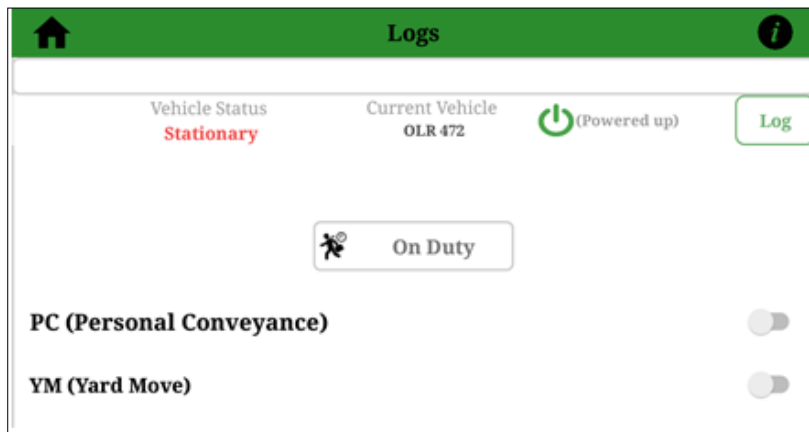 Logs
Vehicle Status
Stationary
Current Vehicle
OLR 472
(Powered up)
Log
On Duty
PC (Personal Conveyance)
YM (Yard Move)